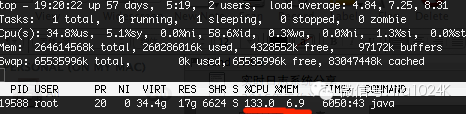 top - 19:20:22 up 57 days, 5:19, 2 users, load average: 4.84, 7.25, 8.31
Tasks: 1 total, 0 running, 1 sleeping, 0 stopped, 0 zombie
Cpu(s): 34.8%us, 5.1%sy, 0.0%ni, 58.6%id, 0.3%wa, 0.0%hi, 1.3%si, 0.0%st
Mem: 264614568k total, 260286016k used, 4328552k free, 97172k buffers
Swap: 65535996k total, 0k used, 65535996k free, 83047448k cached
PID USER PR NI VIRT RES SHR S %CPU %MEM TIME+ COMMAND
19588 root 20 0 34.4g 17g 6624 S 133.0 6.9 6050:43 java